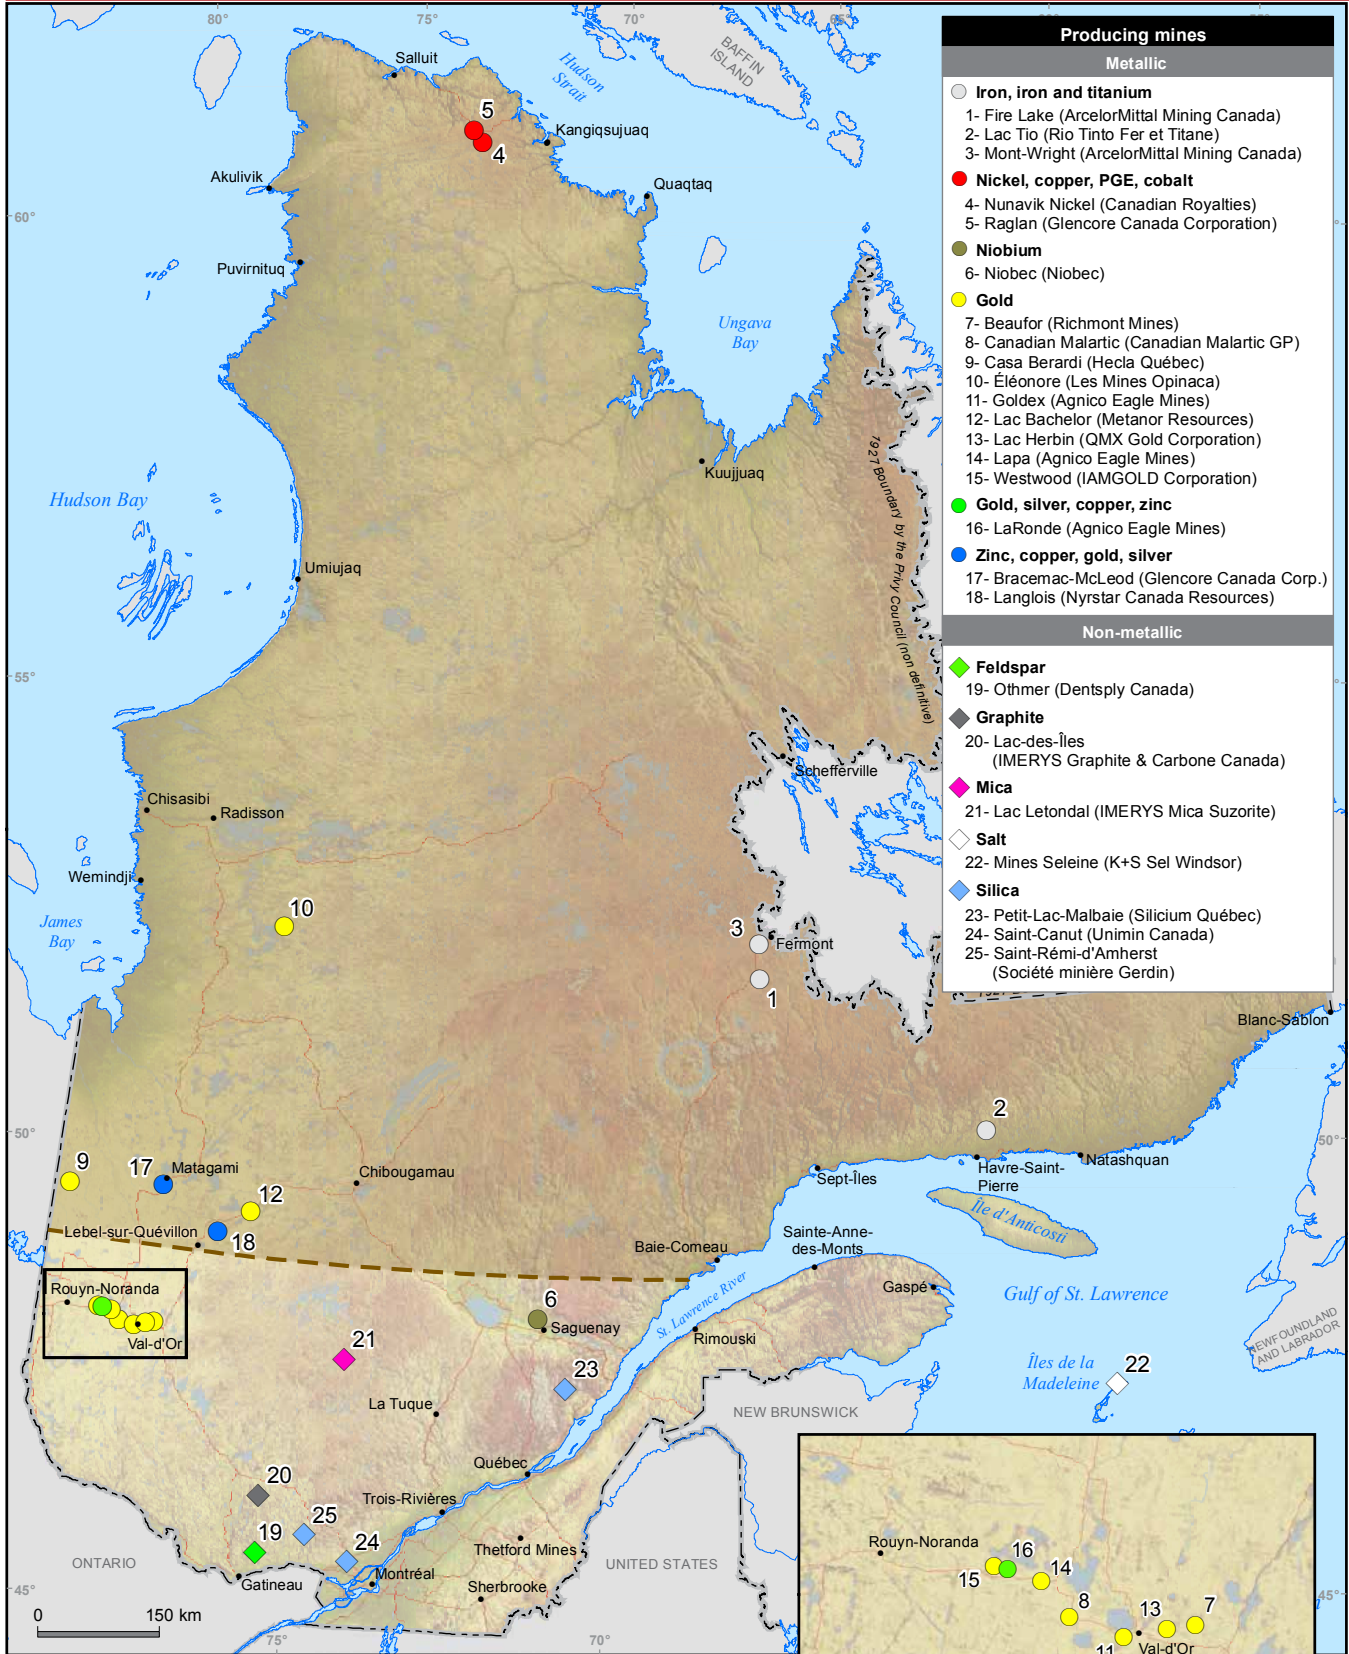 80°
75°
70°
65°
Producing mines
Metallic
Iron, iron and titanium
1- Fire Lake (ArcelorMittal Mining Canada)
2- Lac Tio (Rio Tinto Fer et Titane)
3- Mont-Wright (ArcelorMittal Mining Canada)
Nickel, copper, PGE, cobalt
4- Nunavik Nickel (Canadian Royalties)
5- Raglan (Glencore Canada Corporation)
Niobium
6- Niobec (Niobec)
Gold
7- Beaufor (Richmont Mines)
8- Canadian Malartic (Canadian Malartic GP)
9- Casa Berardi (Hecla Québec)
10- Éléonore (Les Mines Opinaca)
11- Goldex (Agnico Eagle Mines)
12- Lac Bachelor (Metanor Resources)
13- Lac Herbin (QMX Gold Corporation)
14- Lapa (Agnico Eagle Mines)
15- Westwood (IAMGOLD Corporation)
Gold, silver, copper, zinc
16- LaRonde (Agnico Eagle Mines)
Zinc, copper, gold, silver
17- Bracemac-McLeod (Glencore Canada Corp.)
18- Langlois (Nyrstar Canada Resources)
Non-metallic
Feldspar
19- Othmer (Dentsply Canada)
Graphite
20- Lac-des-Îles
(IMERYS Graphite & Carbone Canada)
Mica
21- Lac Letondal (IMERYS Mica Suzorite)
Salt
22- Mines Seleine (K+S Sel Windsor)
Silica
23- Petit-Lac-Malbaie (Silicium Québec)
24- Saint-Canut (Unimin Canada)
25- Saint-Rémi-d'Amherst
(Société minière Gerdin)
Salluit
Hudson
Strait
BAFFIN
ISLAND
5
4
Kangiqsujuaq
Akulivik
Quaqtaq
60°
Puvirnituq
Ungava
Bay
Kuujjuaq
1927 Boundary by the Privy Council (non definitive)
Hudson Bay
Umiujaq
55°
Schefferville
Chisasibi
Radisson
Wemindji
James
Bay
10
3
Fermont
1
Blanc-Sablon
2
50°
50°
9
17
Matagami
Chibougamau
12
Havre-Saint-
Pierre
Natashquan
Sept-Îles
Île d'Anticosti
Lebel-sur-Quévillon
18
Baie-Comeau
Sainte-Anne-
des-Monts
Gaspé
Gulf of St. Lawrence
Rouyn-Noranda
Val-d'Or
6
Saguenay
St. Lawrence River
Rimouski
NEWFOUNDLAND
AND LABRADOR
21
23
Îles de la
Madeleine
22
La Tuque
NEW BRUNSWICK
Québec
20
Trois-Rivières
25
19
24
Thetford Mines
ONTARIO
Gatineau
Montréal
UNITED STATES
Sherbrooke
45°
45°
0
150 km
75°
70°
Rouyn-Noranda
16
15
14
8
13
7
11
Val-d'Or